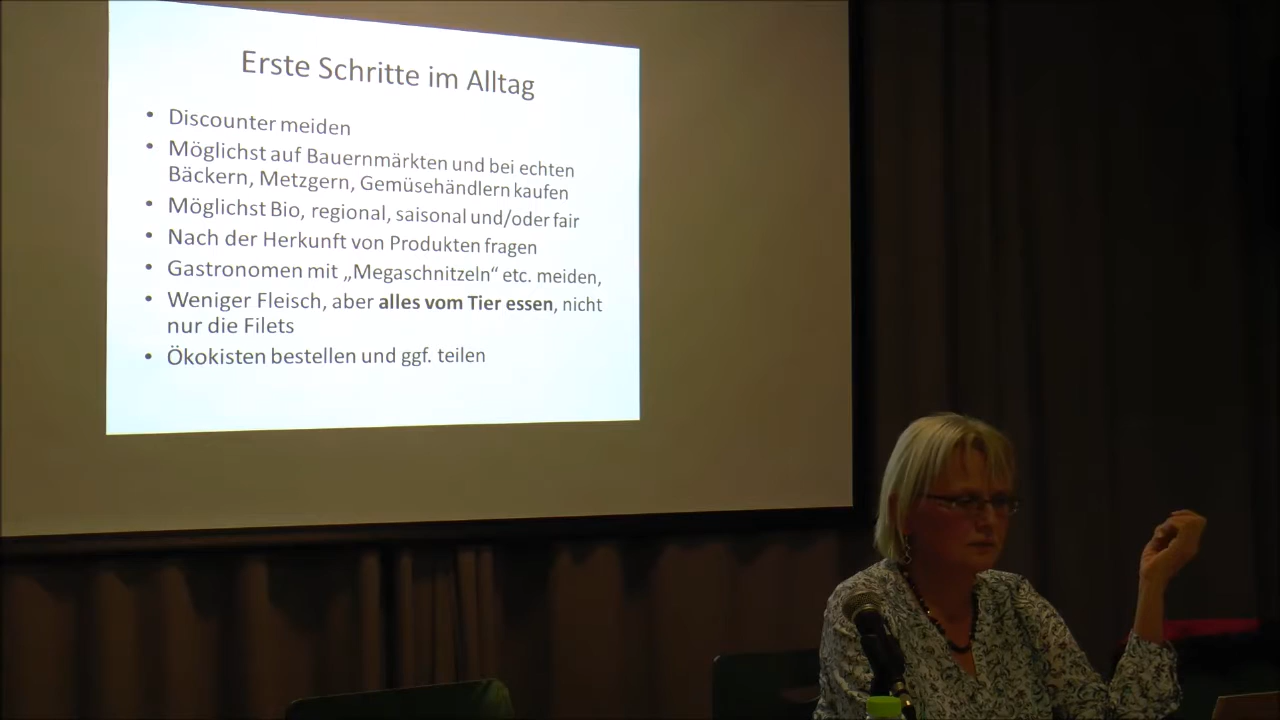 Erste Schritte im Alltag
• Discounter meiden
• Möglichst auf Bauernmärkten und bei echten
Bäckern, Metzgern, Gemüsehändlern kaufen
• Möglichst Bio, regional, saisonal und/oder fair
• Nach der Herkunft von Produkten fragen
• Gastronomen mit „Megaschnitzeln“ etc. meiden,
• Weniger Fleisch, aber alles vom Tier essen, nicht
nur die Filets
• Ökokisten bestellen und ggf. teilen